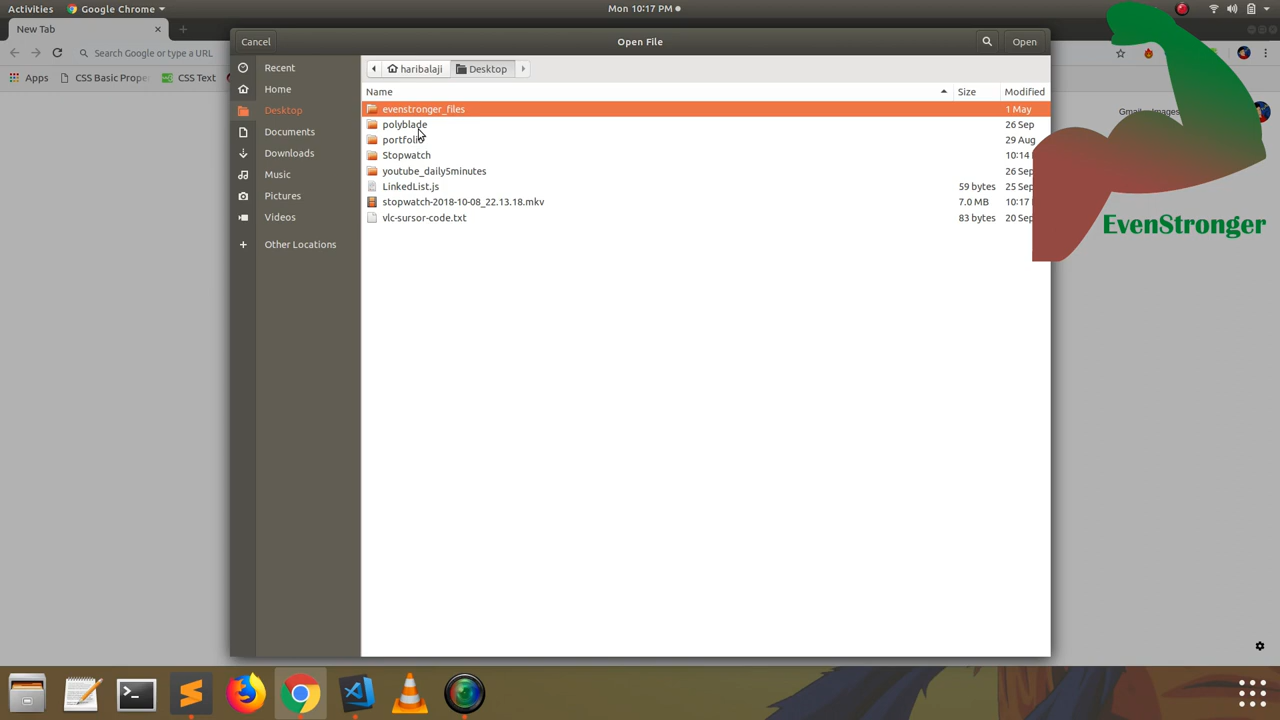 Activities Google Chrome Mon 10:17 PM
New Tab
Cancel Open File Open
Search Google or type a URL
Apps CSS Basic Prope CSS Text
Recent
Home
Desktop
Documents
Downloads
Music
Pictures
Videos
Other Locations
haribalaji Desktop
Name Size Modified
evenstronger_files 1 May
polyblade 26 Sep
portfolio 29 Aug
Stopwatch 10:14
youtube_daily5minutes 26 Sep
LinkedList.js 59 bytes 25 Sep
stopwatch-2018-10-08_22.13.18.mkv 7.0 MB 10:17
vlc-sursor-code.txt 83 bytes 20 Sep
Gmail Images
EvenStronger